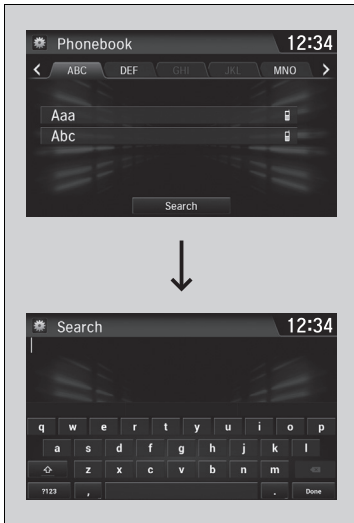 Phonebook 12:34
ABC DEF GHI JKL MNO
Aaa
Abc
Search
Search 12:34
q w e r t y u i o p
a s d f g h j k l
z x c v b n m
?123 , . Done